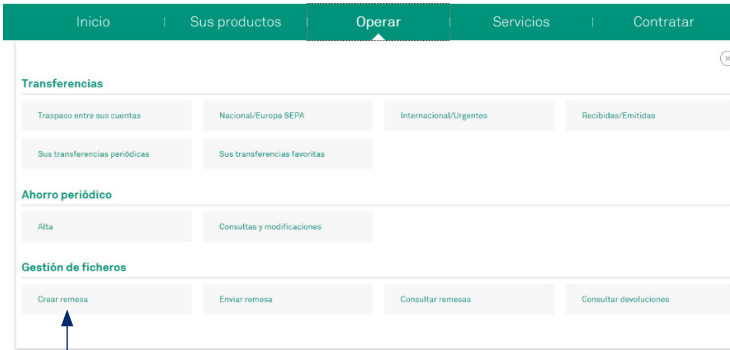 Inicio Sus productos Operar Servicios Contratar
Transferencias
Traspaso entre sus cuentas Nacional/Europa SEPA Internacional/Urgentes Recibidas/Emitidas
Sus transferencias periódicas Sus transferencias favoritas
Ahorro periódico
Alta Consultas y modificaciones
Gestión de ficheros
Crear remesa Enviar remesa Consultar remesas Consultar devoluciones